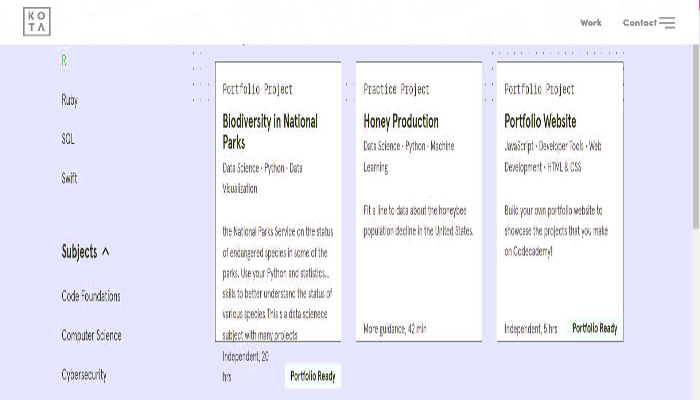 KO
TA
Work
Contact
R
Ruby
SQL
Swift
Subjects
Code Foundations
Computer Science
Cybersecurity
Portfolio Project
Biodiversity in National
Parks
Data Science • Python • Data
Visualization
the National Parks Service on the status
of endangered species in some of the
parks. Use your Python and statistics...
skills to better understand the status of
various species.This s a data scienece
subject with many projects
Independent, 20
hrs
Portfolio Ready
Practice Project
Honey Production
Data Science • Python • Machine
Learning
Fit a line to data about the honeybee
population decline in the United States.
More guidance, 42 min
Portfolio Project
Portfolio Website
JavaScript • Developer Tools • Web
Development • HTML & CSS
Build your own portfolio website to
showcase the projects that you make
on Codecademy!
Independent, 5 hrs
Portfolio Ready